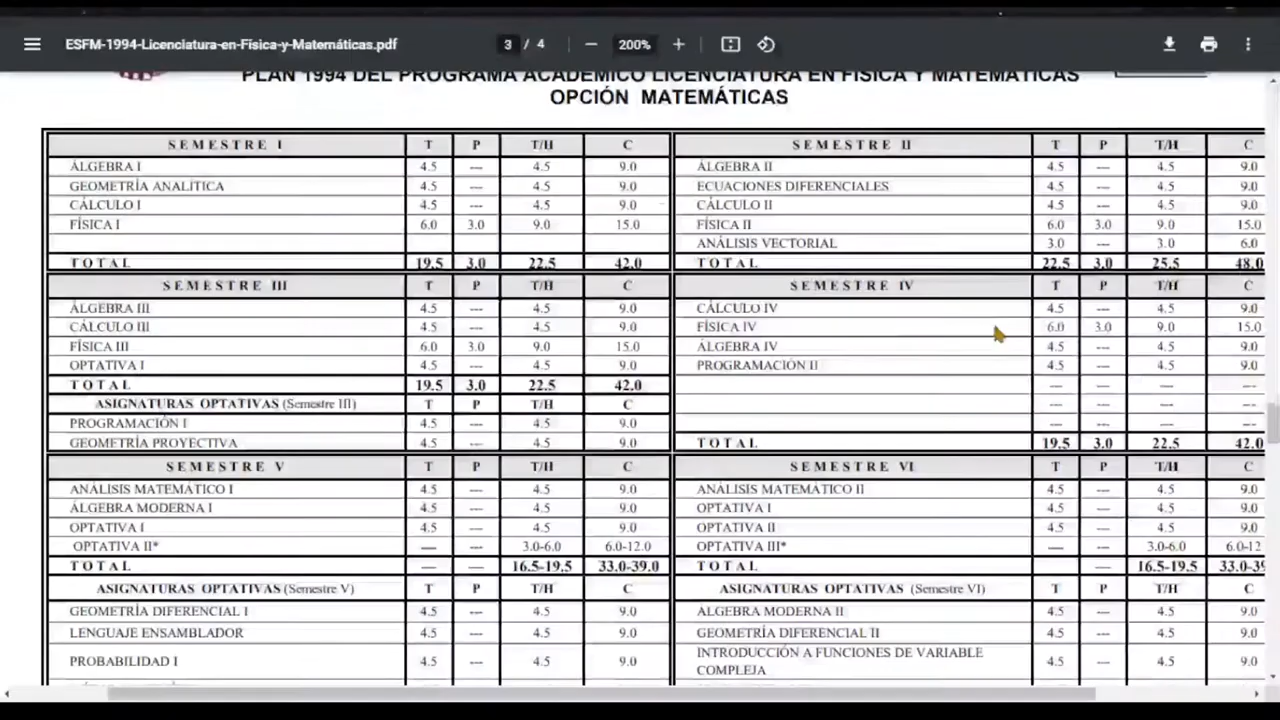 ESFM-1994-Licenciatura-en-Física-y-Matemáticas.pdf 3 / 4 200%
PLAN 1994 DEL PROGRAMA ACADÉMICO LICENCIATURA EN FÍSICA Y MATEMÁTICAS
OPCIÓN MATEMÁTICAS
SEMESTRE I T P T/H C
ÁLGEBRA I 4.5 --- 4.5 9.0
GEOMETRÍA ANALÍTICA 4.5 --- 4.5 9.0
CÁLCULO I 4.5 --- 4.5 9.0
FÍSICA I 6.0 3.0 9.0 15.0
TOTAL 19.5 3.0 22.5 42.0
SEMESTRE II T P T/H C
ÁLGEBRA II 4.5 --- 4.5 9.0
ECUACIONES DIFERENCIALES 4.5 --- 4.5 9.0
CÁLCULO II 4.5 --- 4.5 9.0
FÍSICA II 6.0 3.0 9.0 15.0
ANÁLISIS VECTORIAL 3.0 --- 3.0 6.0
TOTAL 22.5 3.0 25.5 48.0
SEMESTRE III T P T/H C
ÁLGEBRA III 4.5 --- 4.5 9.0
CÁLCULO III 4.5 --- 4.5 9.0
FÍSICA III 6.0 3.0 9.0 15.0
OPTATIVA I 4.5 --- 4.5 9.0
TOTAL 19.5 3.0 22.5 42.0
ASIGNATURAS OPTATIVAS (Semestre III) T P T/H C
PROGRAMACIÓN I 4.5 --- 4.5 9.0
GEOMETRÍA PROYECTIVA 4.5 --- 4.5 9.0
SEMESTRE IV T P T/H C
CÁLCULO IV 4.5 --- 4.5 9.0
FÍSICA IV 6.0 3.0 9.0 15.0
ÁLGEBRA IV 4.5 --- 4.5 9.0
PROGRAMACIÓN II 4.5 --- 4.5 9.0
--- --- --- ---
--- --- --- ---
--- --- --- ---
TOTAL 19.5 3.0 22.5 42.0
SEMESTRE V T P T/H C
ANÁLISIS MATEMÁTICO I 4.5 --- 4.5 9.0
ÁLGEBRA MODERNA I 4.5 --- 4.5 9.0
OPTATIVA I 4.5 --- 4.5 9.0
OPTATIVA II* --- --- 3.0-6.0 6.0-12.0
TOTAL --- --- 16.5-19.5 33.0-39.0
ASIGNATURAS OPTATIVAS (Semestre V) T P T/H C
GEOMETRÍA DIFERENCIAL I 4.5 --- 4.5 9.0
LENGUAJE ENSAMBLADOR 4.5 --- 4.5 9.0
PROBABILIDAD I 4.5 --- 4.5 9.0
SEMESTRE VI T P T/H C
ANÁLISIS MATEMÁTICO II 4.5 --- 4.5 9.0
OPTATIVA I 4.5 --- 4.5 9.0
OPTATIVA II 4.5 --- 4.5 9.0
OPTATIVA III* --- --- 3.0-6.0 6.0-12
TOTAL --- 16.5-19.5 33.0-39
ASIGNATURAS OPTATIVAS (Semestre VI) T P T/H C
ÁLGEBRA MODERNA II 4.5 --- 4.5 9.0
GEOMETRÍA DIFERENCIAL II 4.5 --- 4.5 9.0
INTRODUCCIÓN A FUNCIONES DE VARIABLE
COMPLEJA 4.5 --- 4.5 9.0